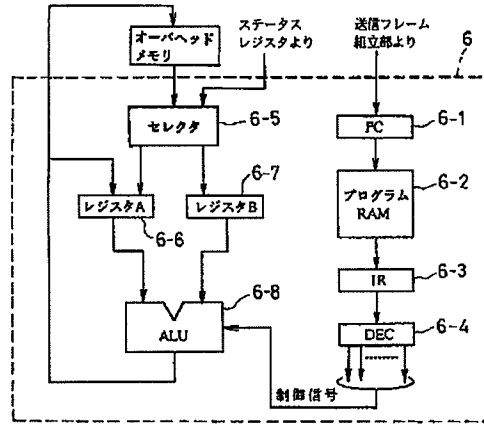 オーバヘッド
メモリ
ステータス
レジスタより
送信フレーム
組立部より
6
セレクタ
6-5
PC
6-1
6-7
プログラム
RAM
6-2
レジスタA
レジスタB
6-6
IR
6-3
6-8
ALU
DEC
6-4
制御信号